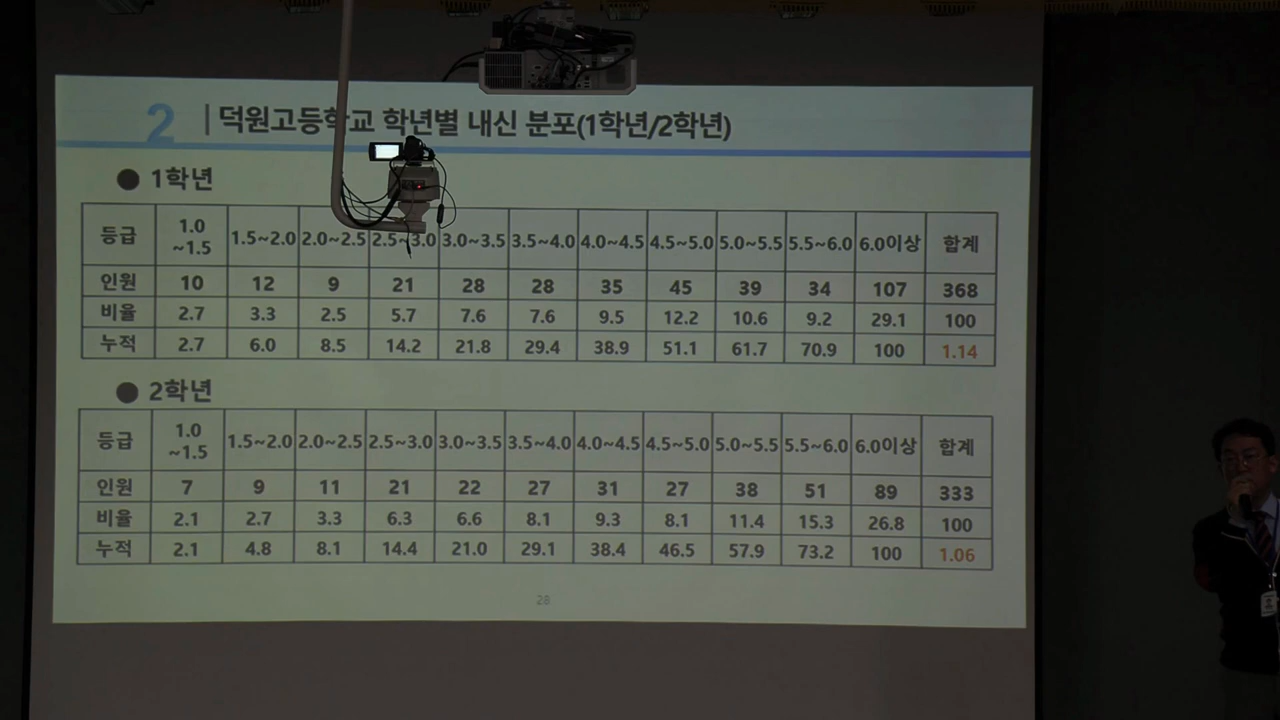 2 덕원고등학교 학년별 내신 분포(1학년/2학년)
● 1학년
등급 1.0~1.5 1.5~2.0 2.0~2.5 2.5~3.0 3.0~3.5 3.5~4.0 4.0~4.5 4.5~5.0 5.0~5.5 5.5~6.0 6.0이상 합계
인원 10 12 9 21 28 28 35 45 39 34 107 368
비율 2.7 3.3 2.5 5.7 7.6 7.6 9.5 12.2 10.6 9.2 29.1 100
누적 2.7 6.0 8.5 14.2 21.8 29.4 38.9 51.1 61.7 70.9 100 1.14
● 2학년
등급 1.0~1.5 1.5~2.0 2.0~2.5 2.5~3.0 3.0~3.5 3.5~4.0 4.0~4.5 4.5~5.0 5.0~5.5 5.5~6.0 6.0이상 합계
인원 7 9 11 21 22 27 31 27 38 51 89 333
비율 2.1 2.7 3.3 6.3 6.6 8.1 9.3 8.1 11.4 15.3 26.8 100
누적 2.1 4.8 8.1 14.4 21.0 29.1 38.4 46.5 57.9 73.2 100 1.06
28